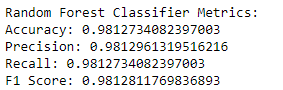 Random Forest Classifier Metrics:
Accuracy: 0.9812734082397003
Precision: 0.9812961319516216
Recall: 0.9812734082397003
F1 Score: 0.9812811769836893